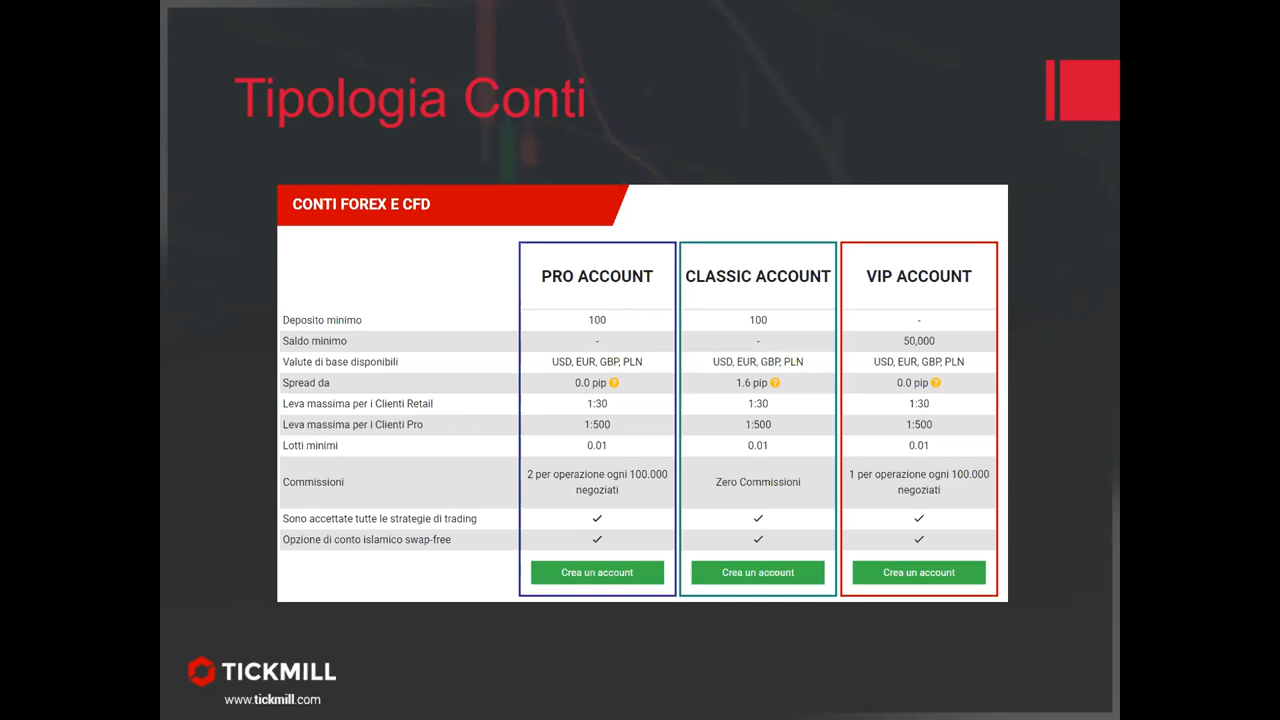 Tipologia Conti
CONTI FOREX E CFD
PRO ACCOUNT CLASSIC ACCOUNT VIP ACCOUNT
Deposito minimo 100 100 -
Saldo minimo - - 50,000
Valute di base disponibili USD, EUR, GBP, PLN USD, EUR, GBP, PLN USD, EUR, GBP, PLN
Spread da 0.0 pip ? 1.6 pip ? 0.0 pip ?
Leva massima per i Clienti Retail 1:30 1:30 1:30
Leva massima per i Clienti Pro 1:500 1:500 1:500
Lotti minimi 0.01 0.01 0.01
Commissioni 2 per operazione ogni 100.000 negoziati Zero Commissioni 1 per operazione ogni 100.000 negoziati
Sono accettate tutte le strategie di trading ✓ ✓ ✓
Opzione di conto islamico swap-free ✓ ✓ ✓
Crea un account Crea un account Crea un account
TICKMILL
www.tickmill.com